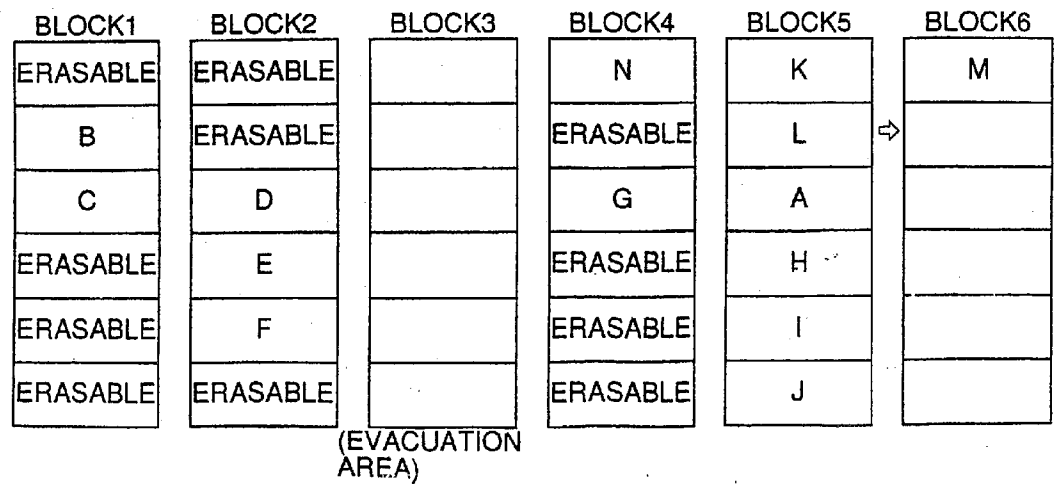 BLOCK1 BLOCK2 BLOCK3 BLOCK4 BLOCK5 BLOCK6
ERASABLE ERASABLE N K M
B ERASABLE ERASABLE L ⇨
C D G A
ERASABLE E ERASABLE H
ERASABLE F ERASABLE I
ERASABLE ERASABLE ERASABLE J
(EVACUATION
AREA)